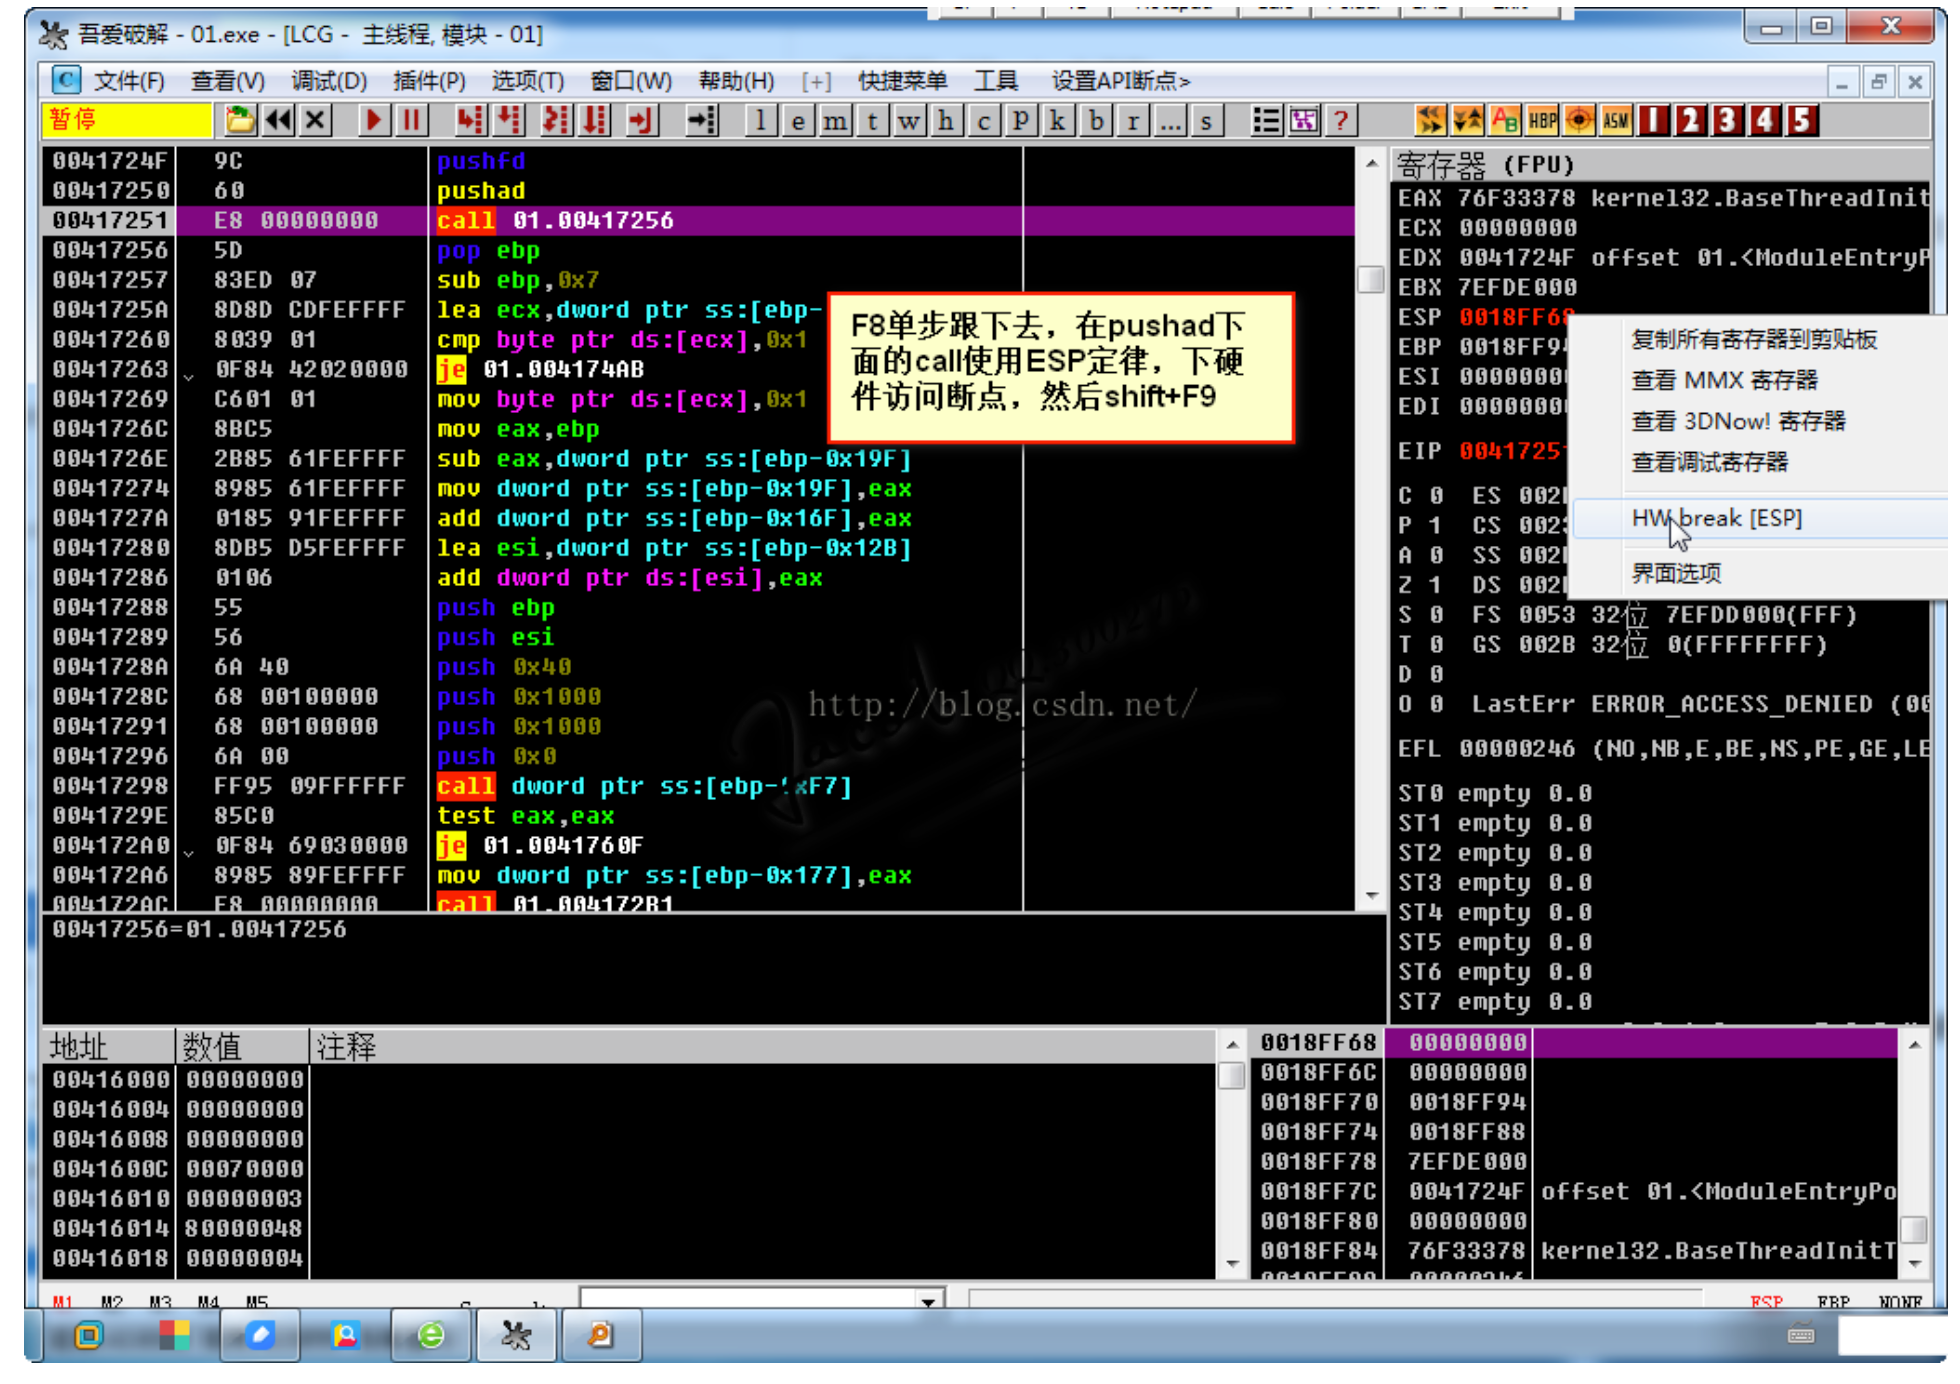 吾爱破解 - 01.exe - [LCG - 主线程, 模块 - 01]
文件(F) 查看(V) 调试(D) 插件(P) 选项(T) 窗口(W) 帮助(H) [+] 快捷菜单 工具 设置API断点>
暂停 l e m t w h c p k b r ... s ? HBP ASM 1 2 3 4 5
0041724F 9C pushfd
00417250 60 pushad
00417251 E8 00000000 call 01.00417256
00417256 5D pop ebp
00417257 83ED 07 sub ebp,0x7
0041725A 8D8D CDFEFFFF lea ecx,dword ptr ss:[ebp-
00417260 8039 01 cmp byte ptr ds:[ecx],0x1
00417263 0F84 42020000 je 01.004174AB
00417269 C601 01 mov byte ptr ds:[ecx],0x1
0041726C 8BC5 mov eax,ebp
0041726E 2B85 61FEFFFF sub eax,dword ptr ss:[ebp-0x19F]
00417274 8985 61FEFFFF mov dword ptr ss:[ebp-0x19F],eax
0041727A 0185 91FEFFFF add dword ptr ss:[ebp-0x16F],eax
00417280 8DB5 D5FEFFFF lea esi,dword ptr ss:[ebp-0x12B]
00417286 0106 add dword ptr ds:[esi],eax
00417288 55 push ebp
00417289 56 push esi
0041728A 6A 40 push 0x40
0041728C 68 00100000 push 0x1000
00417291 68 00100000 push 0x1000
00417296 6A 00 push 0x0
00417298 FF95 09FFFFFF call dword ptr ss:[ebp-0xF7]
0041729E 85C0 test eax,eax
004172A0 0F84 69030000 je 01.0041760F
004172A6 8985 89FEFFFF mov dword ptr ss:[ebp-0x177],eax
004172AC E8 00000000 call 01.004172B1
00417256=01.00417256
F8单步跟下去，在pushad下
面的call使用ESP定律，下硬
件访问断点，然后shift+F9
http://blog.csdn.net/
寄存器 (FPU)
EAX 76F33378 kernel32.BaseThreadInit
ECX 00000000
EDX 0041724F offset 01.<ModuleEntryP
EBX 7EFDE000
ESP 0018FF68
EBP 0018FF94
ESI 00000000
EDI 00000000
EIP 00417251
C 0 ES 002
P 1 CS 0023
A 0 SS 002
Z 1 DS 002
S 0 FS 0053 32位 7EFDD000(FFF)
T 0 GS 002B 32位 0(FFFFFFFF)
D 0
O 0 LastErr ERROR_ACCESS_DENIED (00
EFL 00000246 (NO,NB,E,BE,NS,PE,GE,LE
ST0 empty 0.0
ST1 empty 0.0
ST2 empty 0.0
ST3 empty 0.0
ST4 empty 0.0
ST5 empty 0.0
ST6 empty 0.0
ST7 empty 0.0
复制所有寄存器到剪贴板
查看 MMX 寄存器
查看 3DNow! 寄存器
查看调试寄存器
HW break [ESP]
界面选项
地址 数值 注释
00416000 00000000
00416004 00000000
00416008 00000000
0041600C 00070000
00416010 00000003
00416014 80000048
00416018 00000004
0018FF68 00000000
0018FF6C 00000000
0018FF70 0018FF94
0018FF74 0018FF88
0018FF78 7EFDE000
0018FF7C 0041724F offset 01.<ModuleEntryPo
0018FF80 00000000
0018FF84 76F33378 kernel32.BaseThreadInitT
M1 M2 M3 M4 M5
ESP EBP NONE